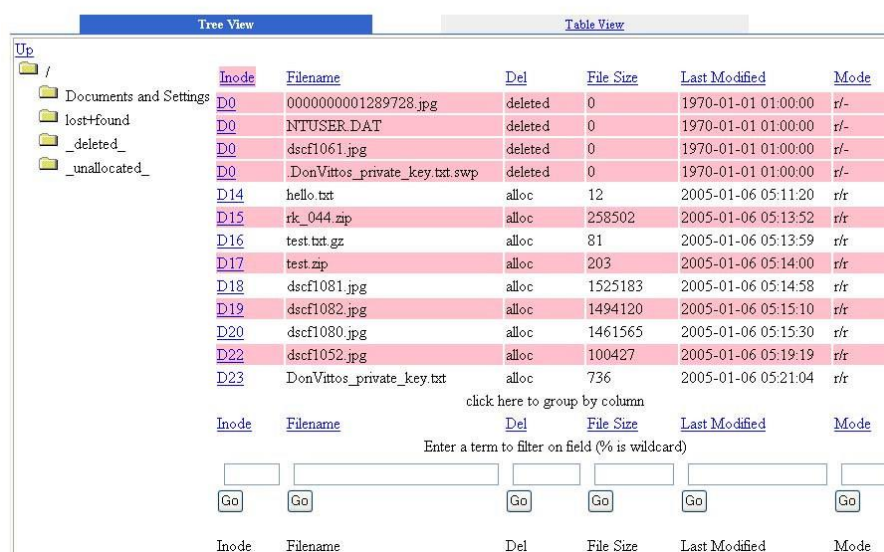 Tree View Table View
Up
/
Documents and Settings
lost+found
_deleted_
_unallocated_
Inode Filename Del File Size Last Modified Mode
D0 0000000001289728.jpg deleted 0 1970-01-01 01:00:00 r/-
D0 NTUSER.DAT deleted 0 1970-01-01 01:00:00 r/-
D0 dscf1061.jpg deleted 0 1970-01-01 01:00:00 r/-
D0 .DonVittos_private_key.txt.swp deleted 0 1970-01-01 01:00:00 r/-
D14 hello.txt alloc 12 2005-01-06 05:11:20 r/r
D15 rk_044.zip alloc 258502 2005-01-06 05:13:52 r/r
D16 test.txt.gz alloc 81 2005-01-06 05:13:59 r/r
D17 test.zip alloc 203 2005-01-06 05:14:00 r/r
D18 dscf1081.jpg alloc 1525183 2005-01-06 05:14:58 r/r
D19 dscf1082.jpg alloc 1494120 2005-01-06 05:15:10 r/r
D20 dscf1080.jpg alloc 1461565 2005-01-06 05:15:30 r/r
D22 dscf1052.jpg alloc 100427 2005-01-06 05:19:19 r/r
D23 DonVittos_private_key.txt alloc 736 2005-01-06 05:21:04 r/r
click here to group by column
Inode Filename Del File Size Last Modified Mode
Enter a term to filter on field (% is wildcard)
Go Go Go Go Go Go
Inode Filename Del File Size Last Modified Mode